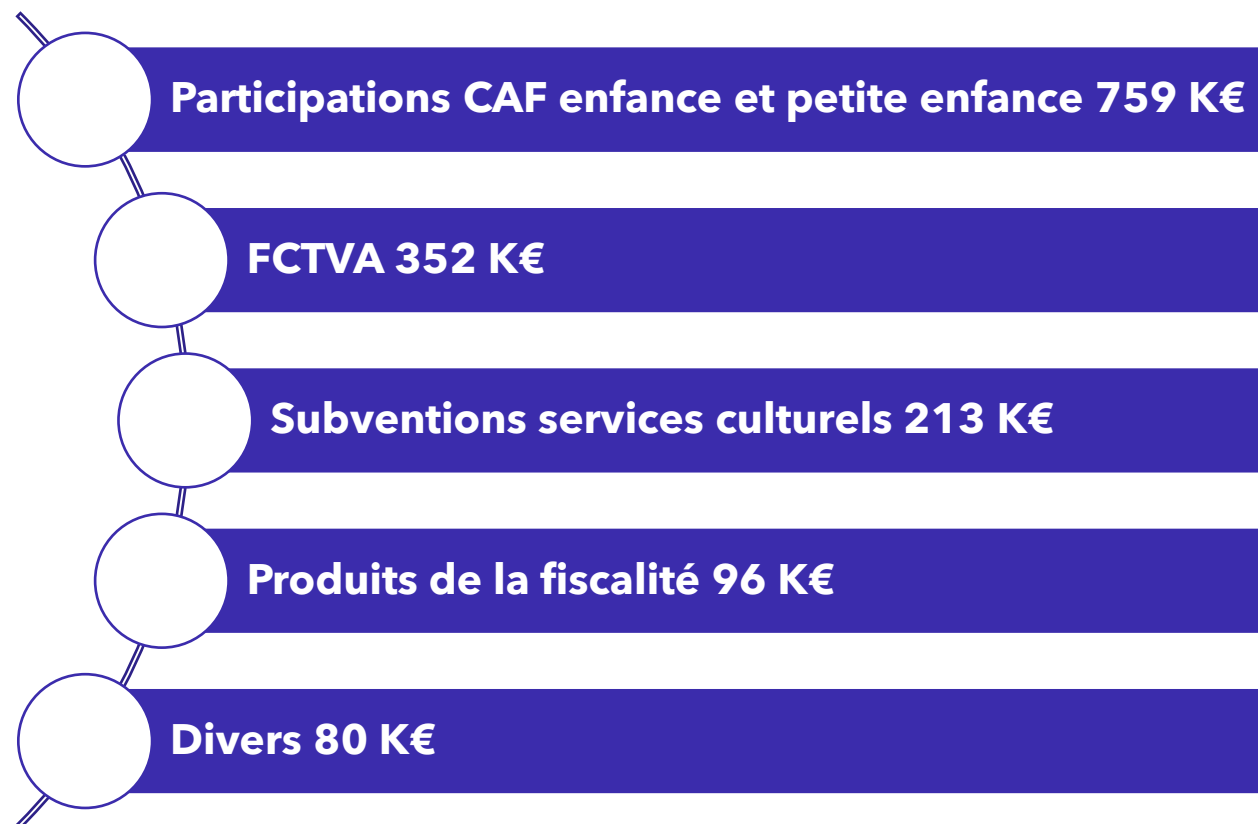 Participations CAF enfance et petite enfance 759 K€
FCTVA 352 K€
Subventions services culturels 213 K€
Produits de la fiscalité 96 K€
Divers 80 K€